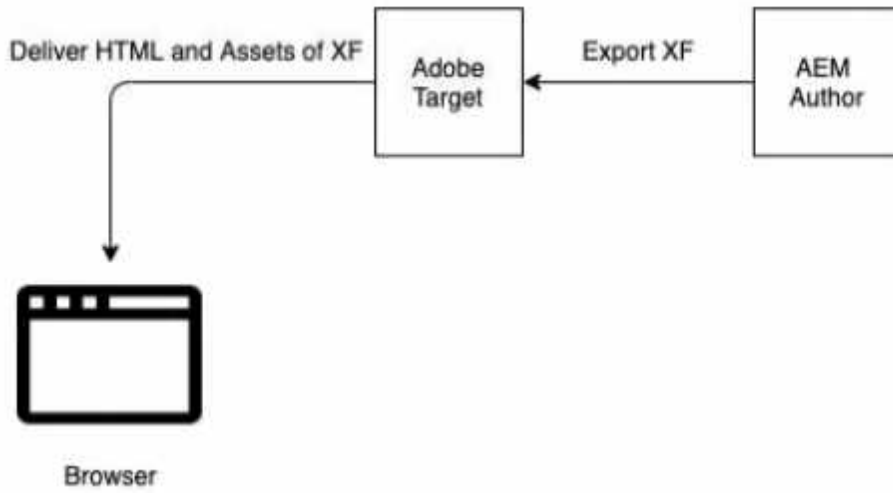 Deliver HTML and Assets of XF
Adobe
Target
Export XF
AEM
Author
Browser